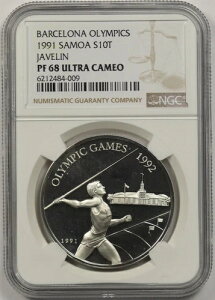 BARCELONA OLYMPICS
1991 SAMOA S10T
JAVELIN
PF 68 ULTRA CAMEO
6212484-009
NUMISMATIC GUARANTY COMPANY
NGC
OLYMPIC GAMES 1992
1991